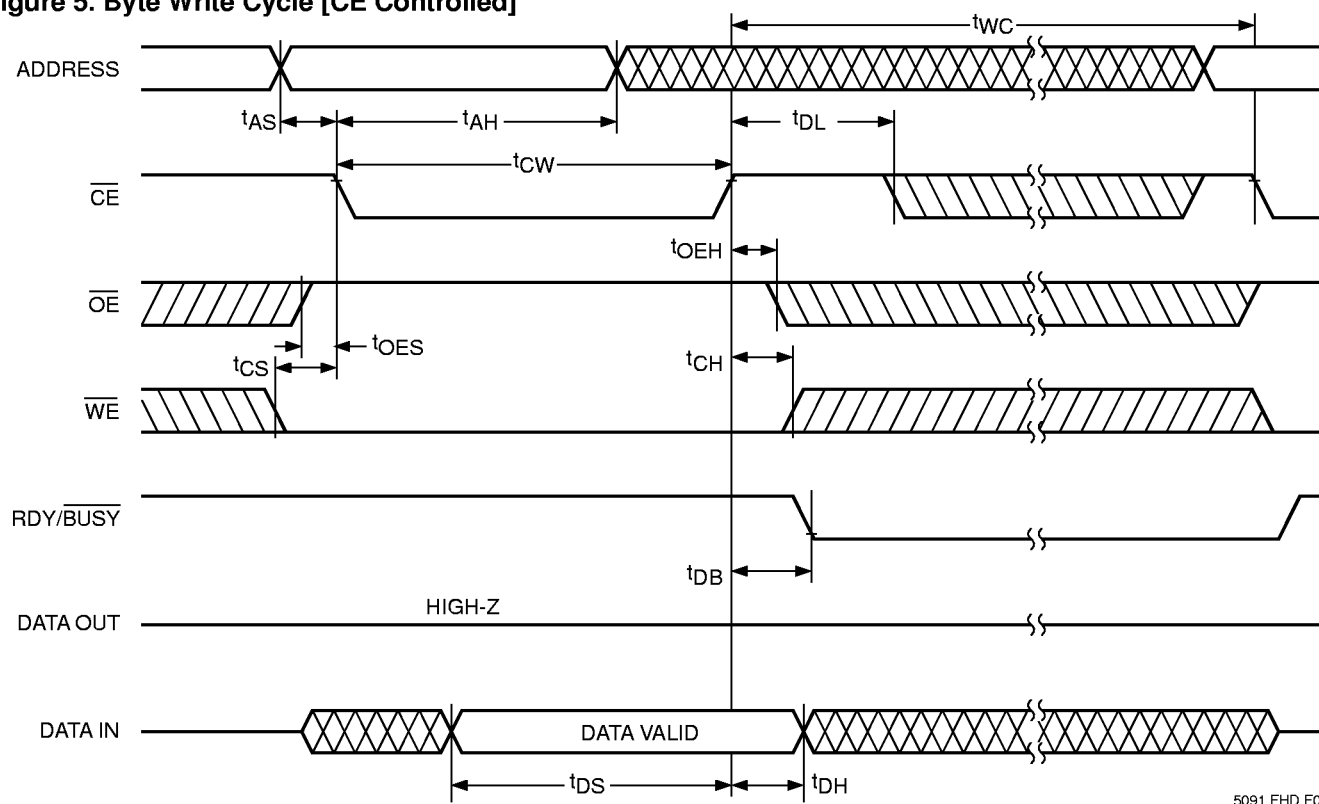 igure 5. Byte Write Cycle [CE Controlled]
tWC
ADDRESS
tAS
tAH
tDL
tCW
CE
tOEH
OE
tOES
tCS
tCH
WE
RDY/BUSY
tDB
HIGH-Z
DATA OUT
DATA IN
DATA VALID
tDS
tDH
5091 FHD F0